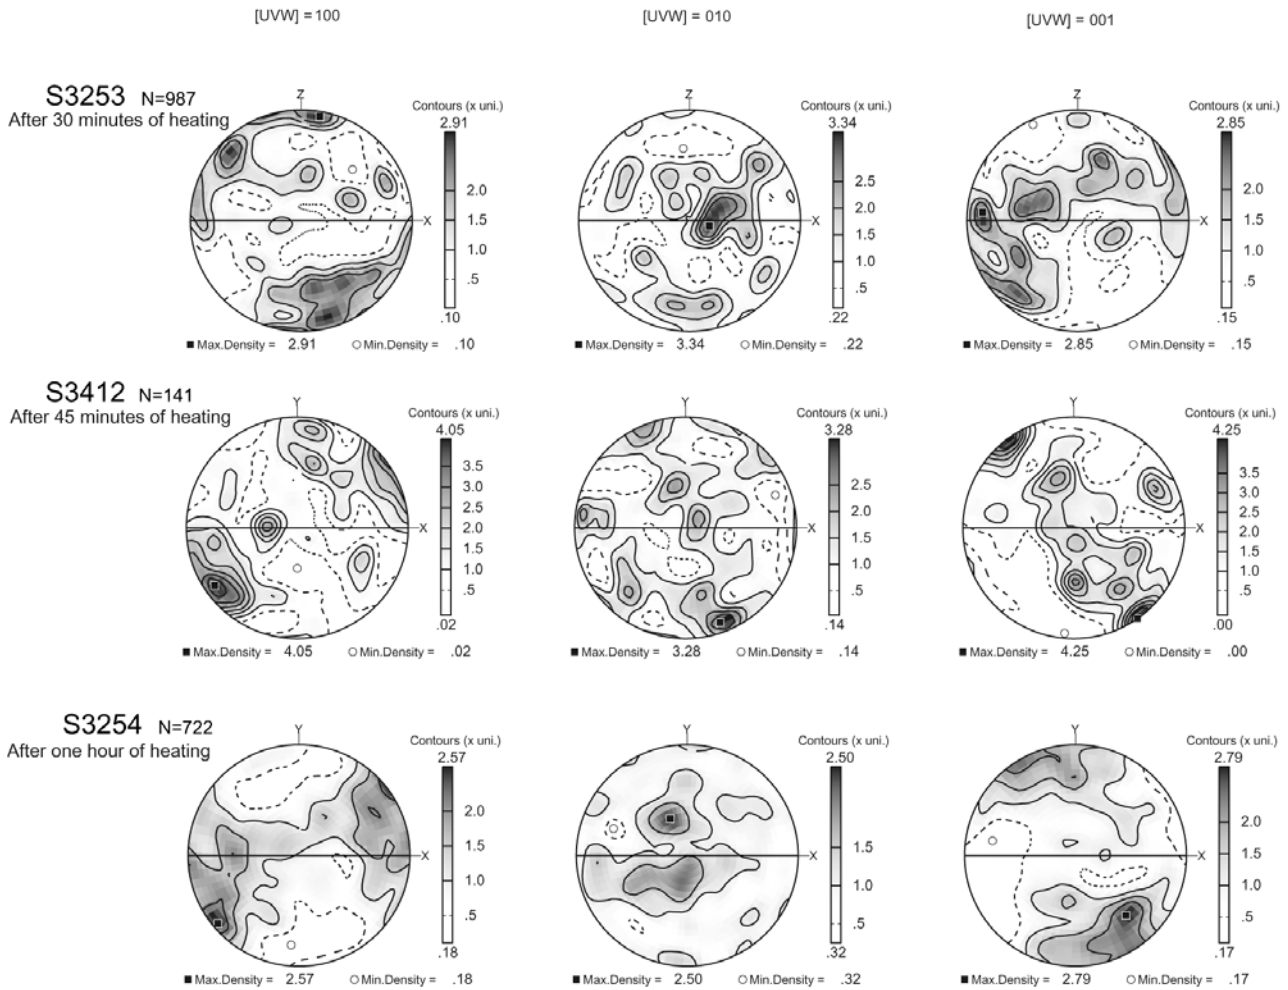 [UVW] = 100 [UVW] = 010 [UVW] = 001
S3253 N=987
After 30 minutes of heating
Z
X
Contours (x uni.)
2.91
2.0
1.5
1.0
.5
.10
■ Max.Density = 2.91 ○ Min.Density = .10
Z
X
Contours (x uni.)
3.34
2.5
2.0
1.5
1.0
.5
.22
■ Max.Density = 3.34 ○ Min.Density = .22
Z
X
Contours (x uni.)
2.85
2.0
1.5
1.0
.5
.15
■ Max.Density = 2.85 ○ Min.Density = .15
S3412 N=141
After 45 minutes of heating
Y
X
Contours (x uni.)
4.05
3.5
3.0
2.5
2.0
1.5
1.0
.5
.02
■ Max.Density = 4.05 ○ Min.Density = .02
Y
X
Contours (x uni.)
3.28
2.5
2.0
1.5
1.0
.5
.14
■ Max.Density = 3.28 ○ Min.Density = .14
Y
X
Contours (x uni.)
4.25
3.5
3.0
2.5
2.0
1.5
1.0
.5
.00
■ Max.Density = 4.25 ○ Min.Density = .00
S3254 N=722
After one hour of heating
Y
X
Contours (x uni.)
2.57
2.0
1.5
1.0
.5
.18
■ Max.Density = 2.57 ○ Min.Density = .18
Y
X
Contours (x uni.)
2.50
1.5
1.0
.5
.32
■ Max.Density = 2.50 ○ Min.Density = .32
Y
X
Contours (x uni.)
2.79
2.0
1.5
1.0
.5
.17
■ Max.Density = 2.79 ○ Min.Density = .17